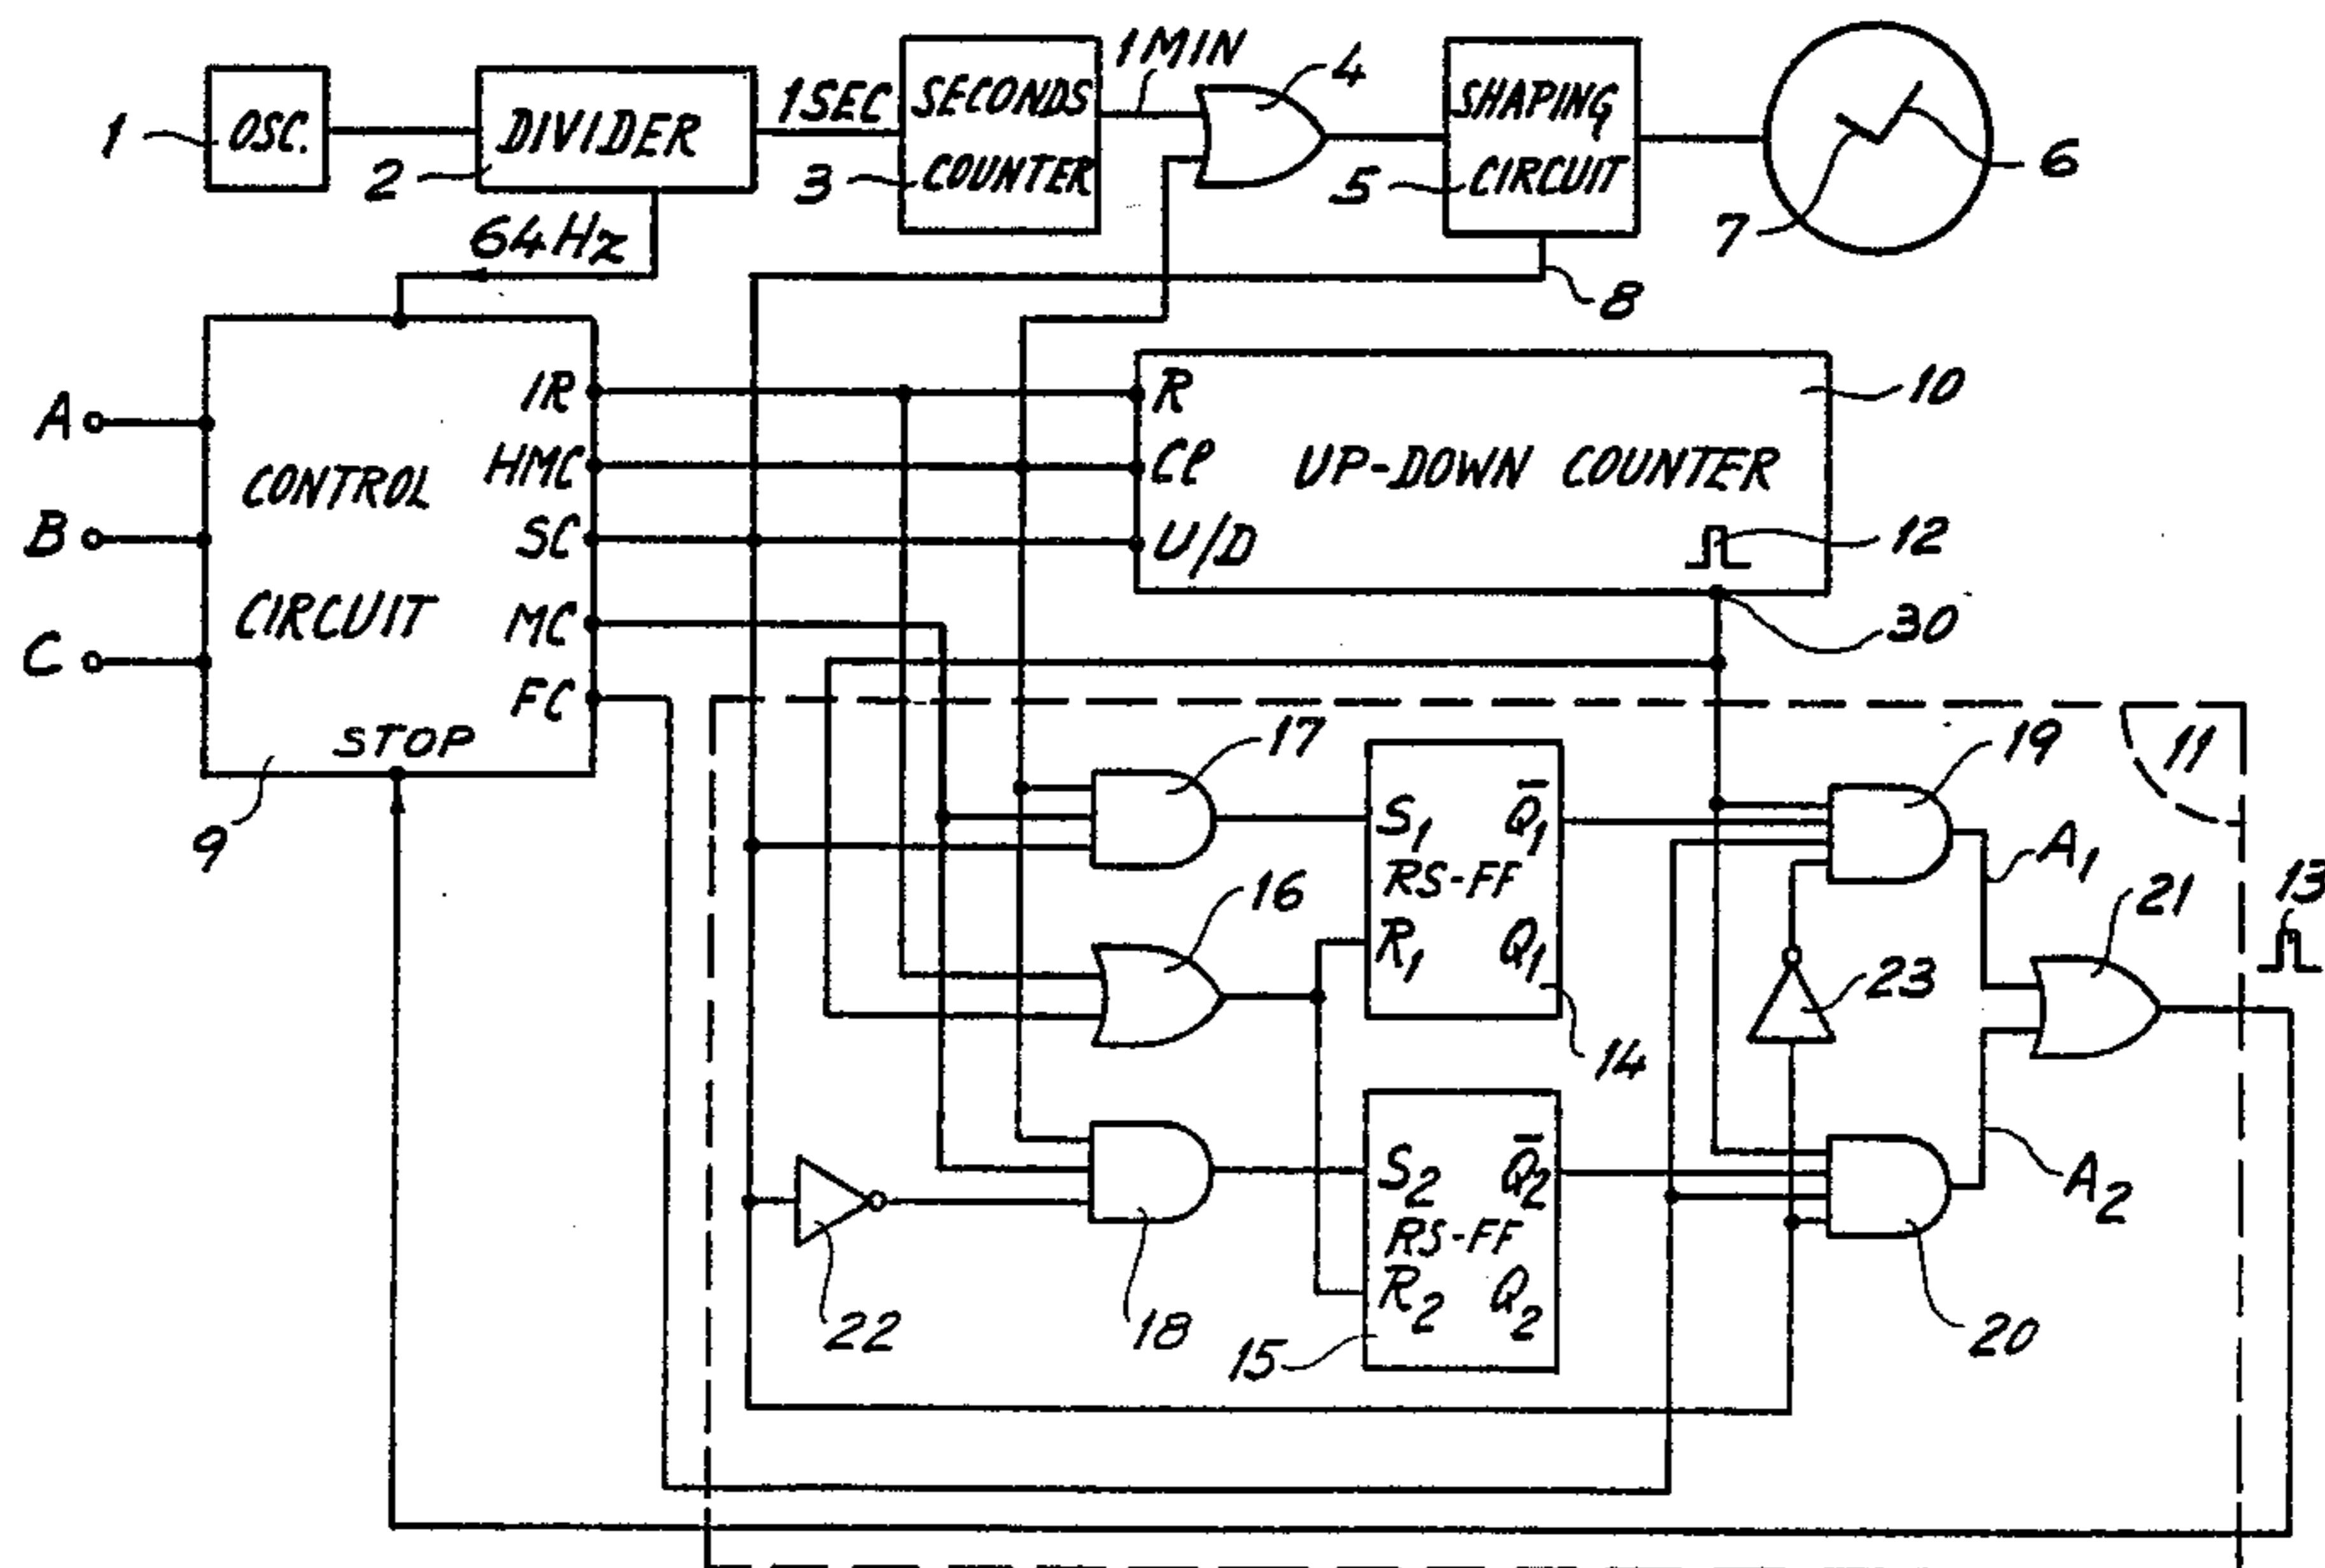 1 OSC.
2 DIVIDER
64Hz
1SEC
3 SECONDS
COUNTER
1MIN
4
5 SHAPING
CIRCUIT
6
7
8
A
B
C
CONTROL
CIRCUIT
IR
HMC
SC
MC
FC
STOP
9
R
Cl
U/D
UP-DOWN COUNTER
10
12
30
11
17
16
22
18
S1 Q̅1
RS-FF
R1 Q1
14
S2 Q̅2
RS-FF
R2 Q2
15
19
A1
23
21
13
A2
20